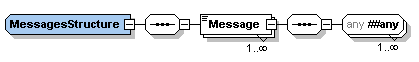 MessagesStructure
Message
any ##any
1..∞
1..∞